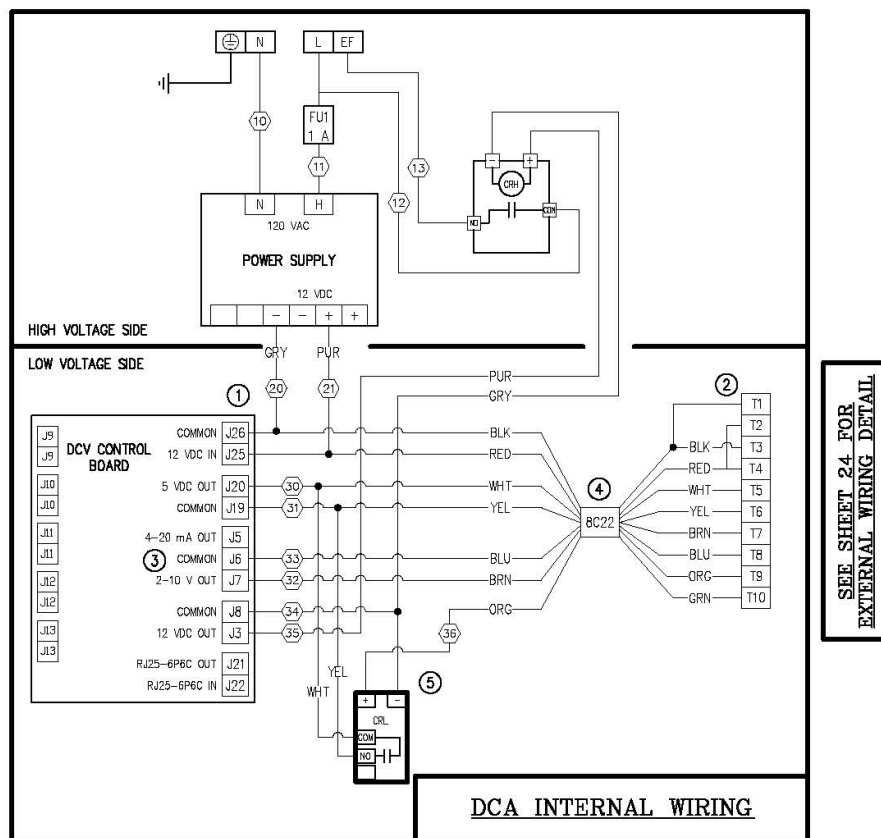 N L EF
10
FU1
1 A
11
13
12
- +
CRH
NO COM
N H
120 VAC
POWER SUPPLY
12 VDC
- - + +
HIGH VOLTAGE SIDE
LOW VOLTAGE SIDE
GRY PUR
20 21
PUR
GRY
1
2
DCV CONTROL
BOARD
J9
J9
J10
J10
J11
J11
J12
J12
J13
J13
COMMON J26
12 VDC IN J25
5 VDC OUT J20 30
COMMON J19 31
4-20 mA OUT J5
3 COMMON J6 33
2-10 V OUT J7 32
COMMON J8 34
12 VDC OUT J3 35
RJ25-6P6C OUT J21
RJ25-6P6C IN J22
BLK
RED
WHT
YEL
BLU
BRN
ORG
36
4
8C22
BLK
RED
WHT
YEL
BRN
BLU
ORG
GRN
T1
T2
T3
T4
T5
T6
T7
T8
T9
T10
WHT
YEL
5
+ -
CRL
COM
NO
DCA INTERNAL WIRING
SEE SHEET 24 FOR
EXTERNAL WIRING DETAIL